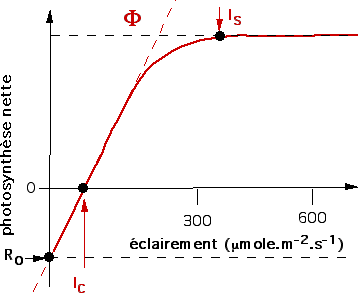 Φ
Is
photosynthèse nette
0
300
600
éclairement (µmole.m-2.s-1)
Ro
Ic